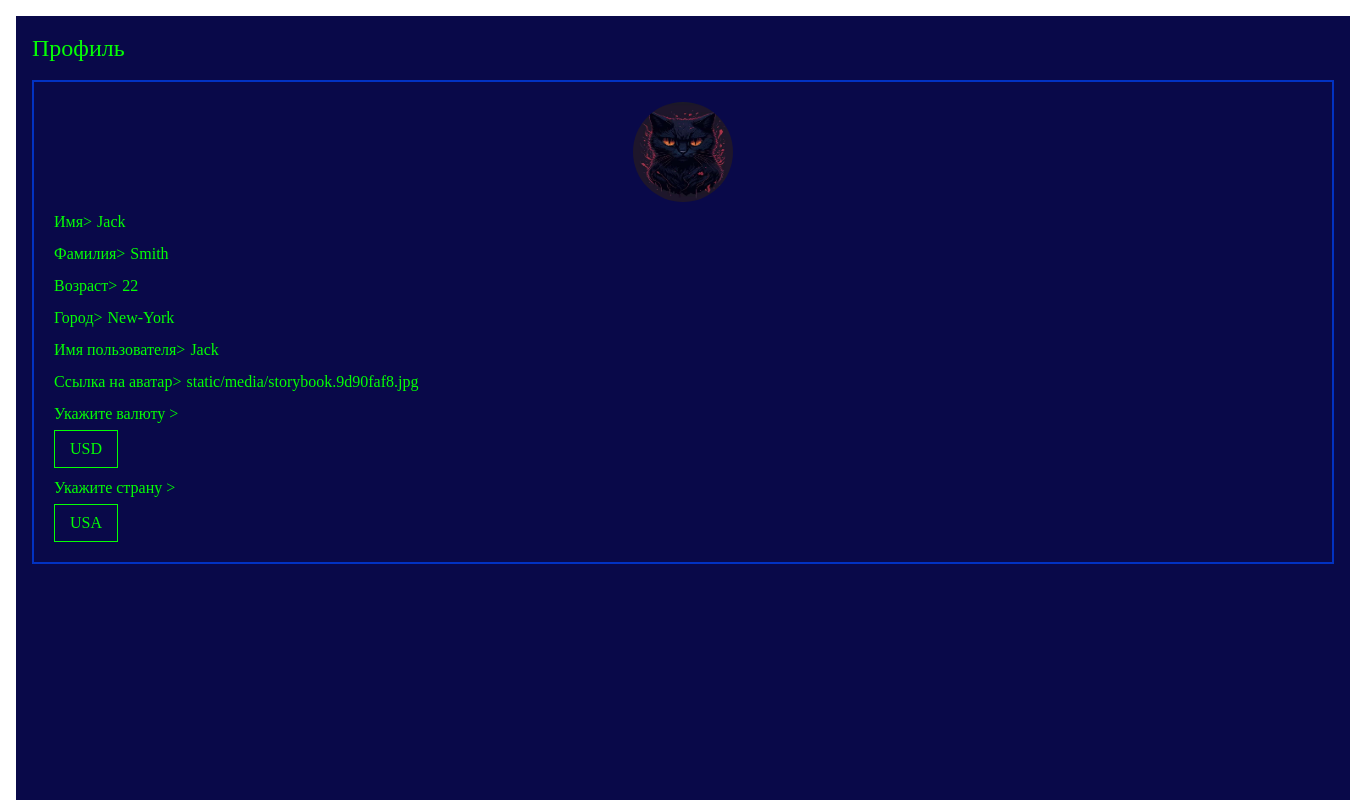 Профиль
Имя> Jack
Фамилия> Smith
Возраст> 22
Город> New-York
Имя пользователя> Jack
Ссылка на аватар> static/media/storybook.9d90faf8.jpg
Укажите валюту >
USD
Укажите страну >
USA